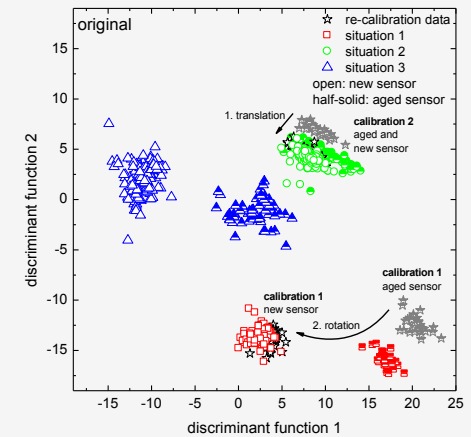 original
re-calibration data
situation 1
situation 2
situation 3
open: new sensor
half-solid: aged sensor
1. translation
calibration 2
aged and
new sensor
calibration 1
new sensor
calibration 1
aged sensor
2. rotation
15
10
5
0
-5
-10
-15
discriminant function 2
-15
-10
-5
0
5
10
15
20
25
discriminant function 1